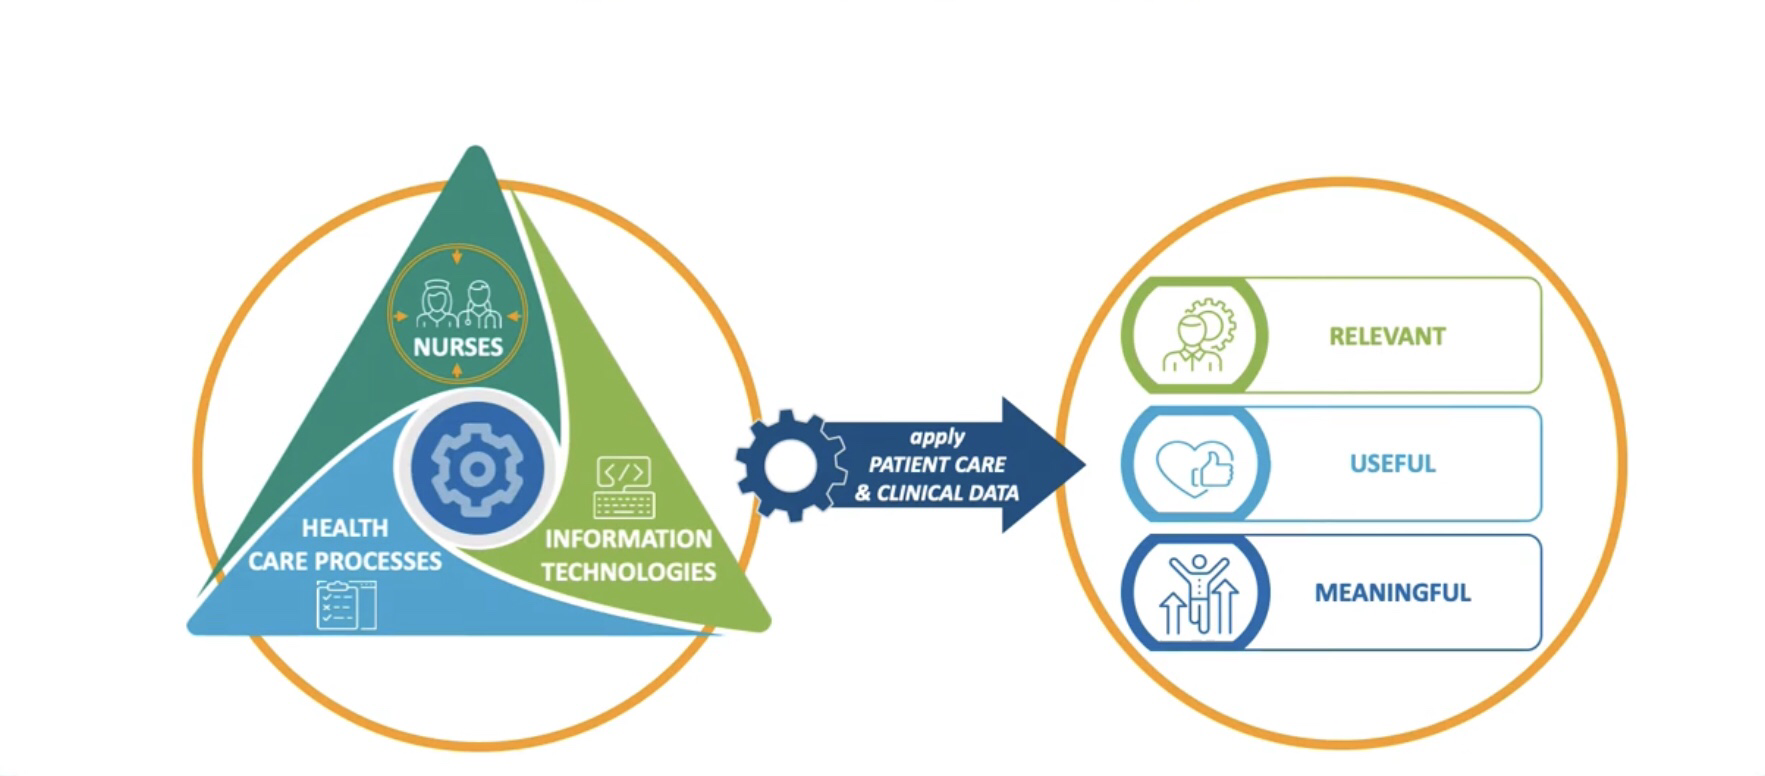 NURSES
HEALTH
CARE PROCESSES
INFORMATION
TECHNOLOGIES
apply
PATIENT CARE
& CLINICAL DATA
RELEVANT
USEFUL
MEANINGFUL